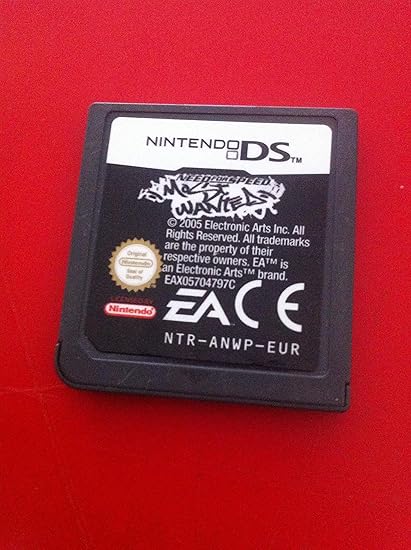 NINTENDO DS™
NEED FOR SPEED
MOST
WANTED
© 2005 Electronic Arts Inc. All
Rights Reserved. All trademarks
are the property of their
respective owners. EA™ is
an Electronic Arts™ brand.
EAX05704797C
Original
Nintendo
Seal of
Quality
LICENSED BY
Nintendo
EA CE
NTR-ANWP-EUR